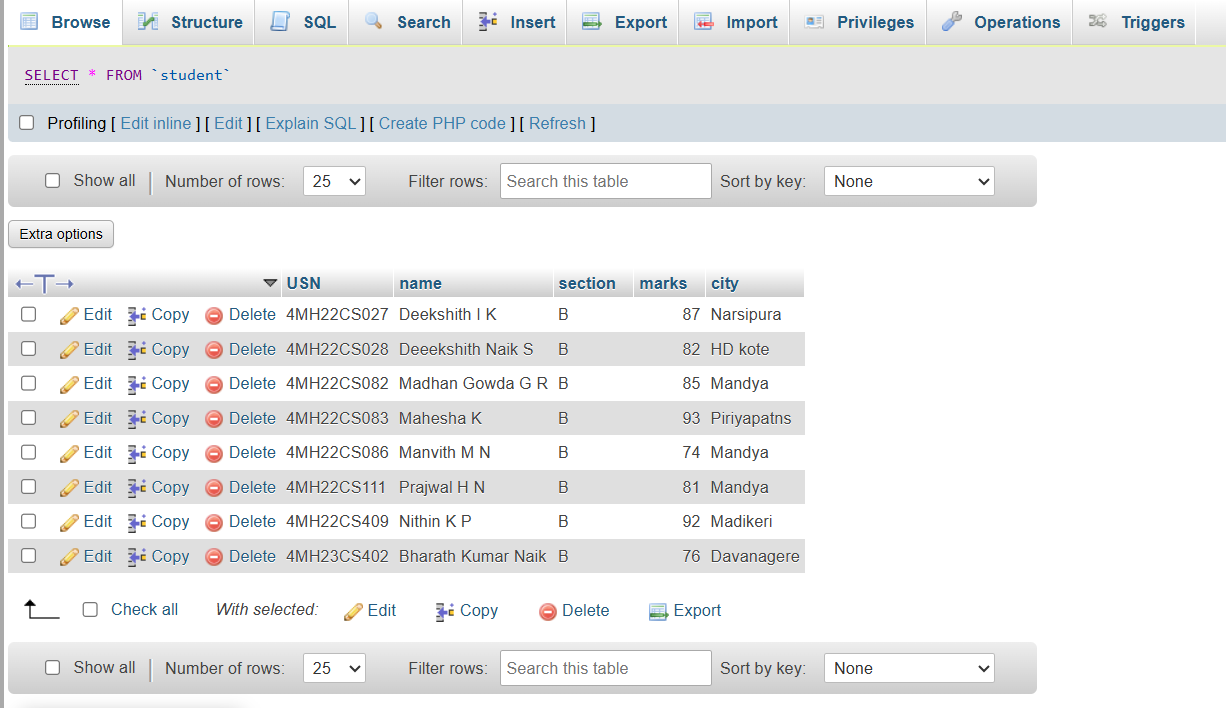 Browse Structure SQL Search Insert Export Import Privileges Operations Triggers
SELECT * FROM `student`
Profiling [ Edit inline ] [ Edit ] [ Explain SQL ] [ Create PHP code ] [ Refresh ]
Show all Number of rows: 25 Filter rows: Search this table Sort by key: None
Extra options
USN name section marks city
Edit Copy Delete 4MH22CS027 Deekshith I K B 87 Narsipura
Edit Copy Delete 4MH22CS028 Deeekshith Naik S B 82 HD kote
Edit Copy Delete 4MH22CS082 Madhan Gowda G R B 85 Mandya
Edit Copy Delete 4MH22CS083 Mahesha K B 93 Piriyapatns
Edit Copy Delete 4MH22CS086 Manvith M N B 74 Mandya
Edit Copy Delete 4MH22CS111 Prajwal H N B 81 Mandya
Edit Copy Delete 4MH22CS409 Nithin K P B 92 Madikeri
Edit Copy Delete 4MH23CS402 Bharath Kumar Naik B 76 Davanagere
Check all With selected: Edit Copy Delete Export
Show all Number of rows: 25 Filter rows: Search this table Sort by key: None